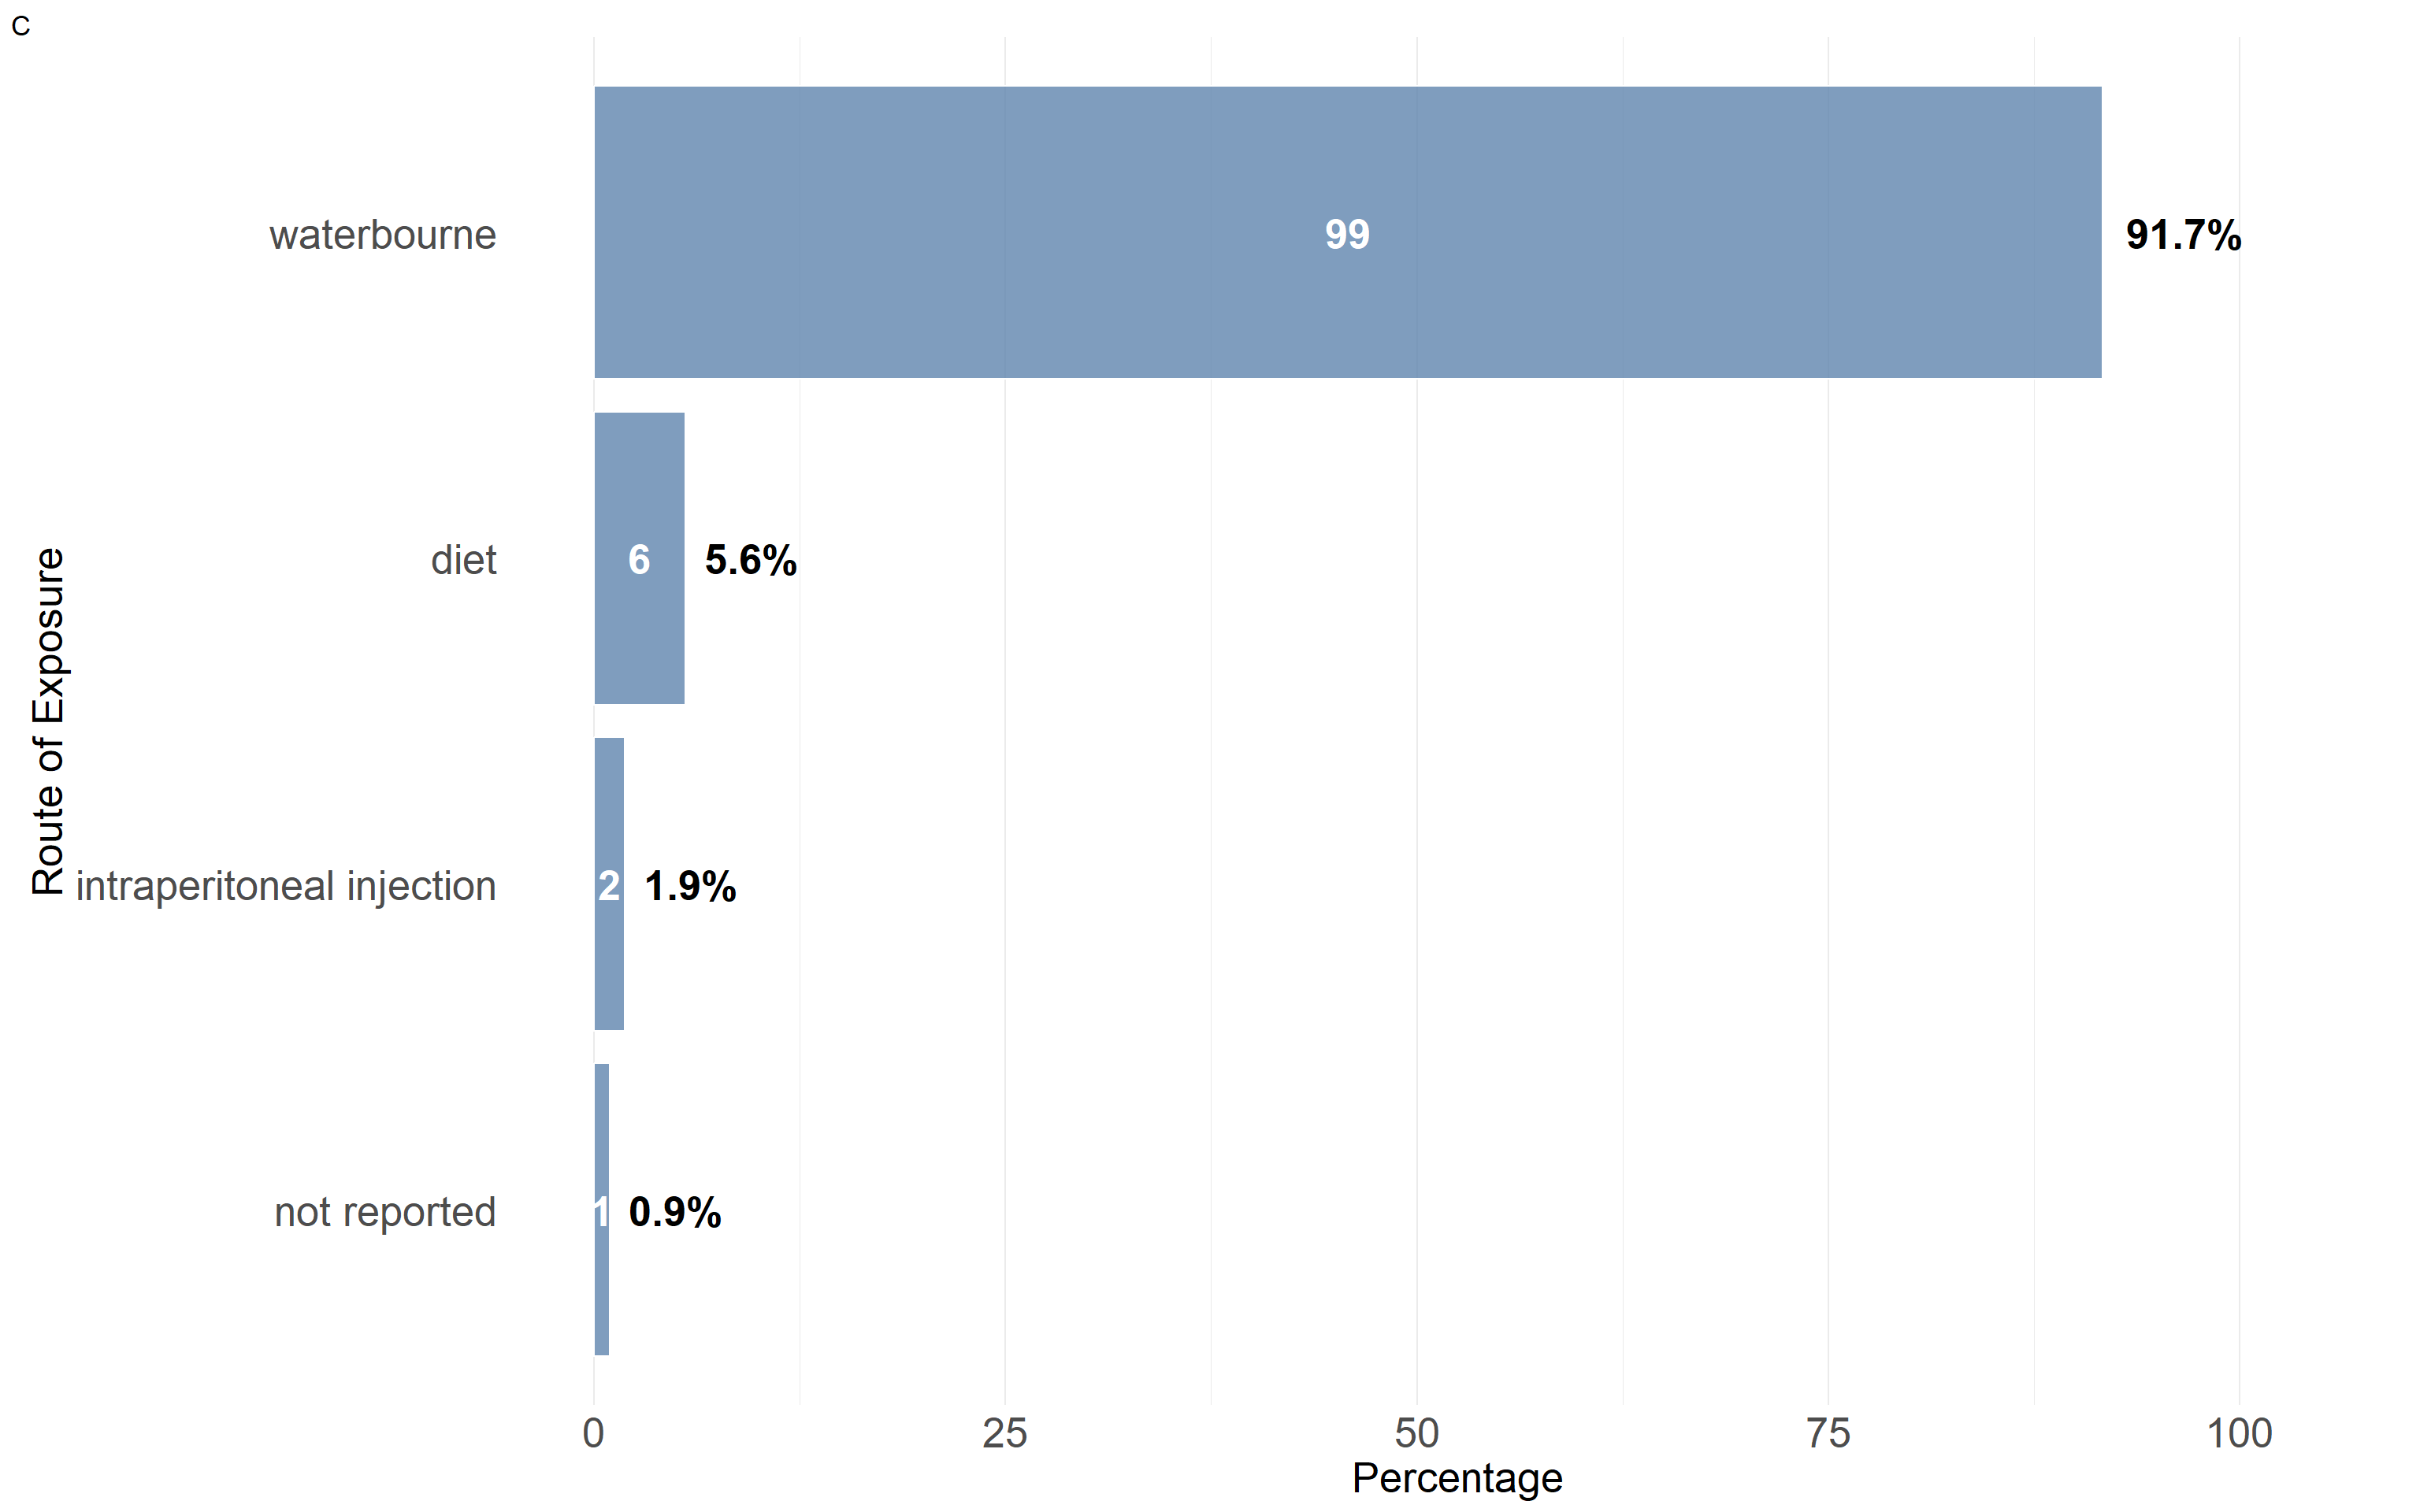 C
Route of Exposure
waterbourne
99
91.7%
diet
6
5.6%
intraperitoneal injection
2
1.9%
not reported
1
0.9%
0 25 50 75 100
Percentage